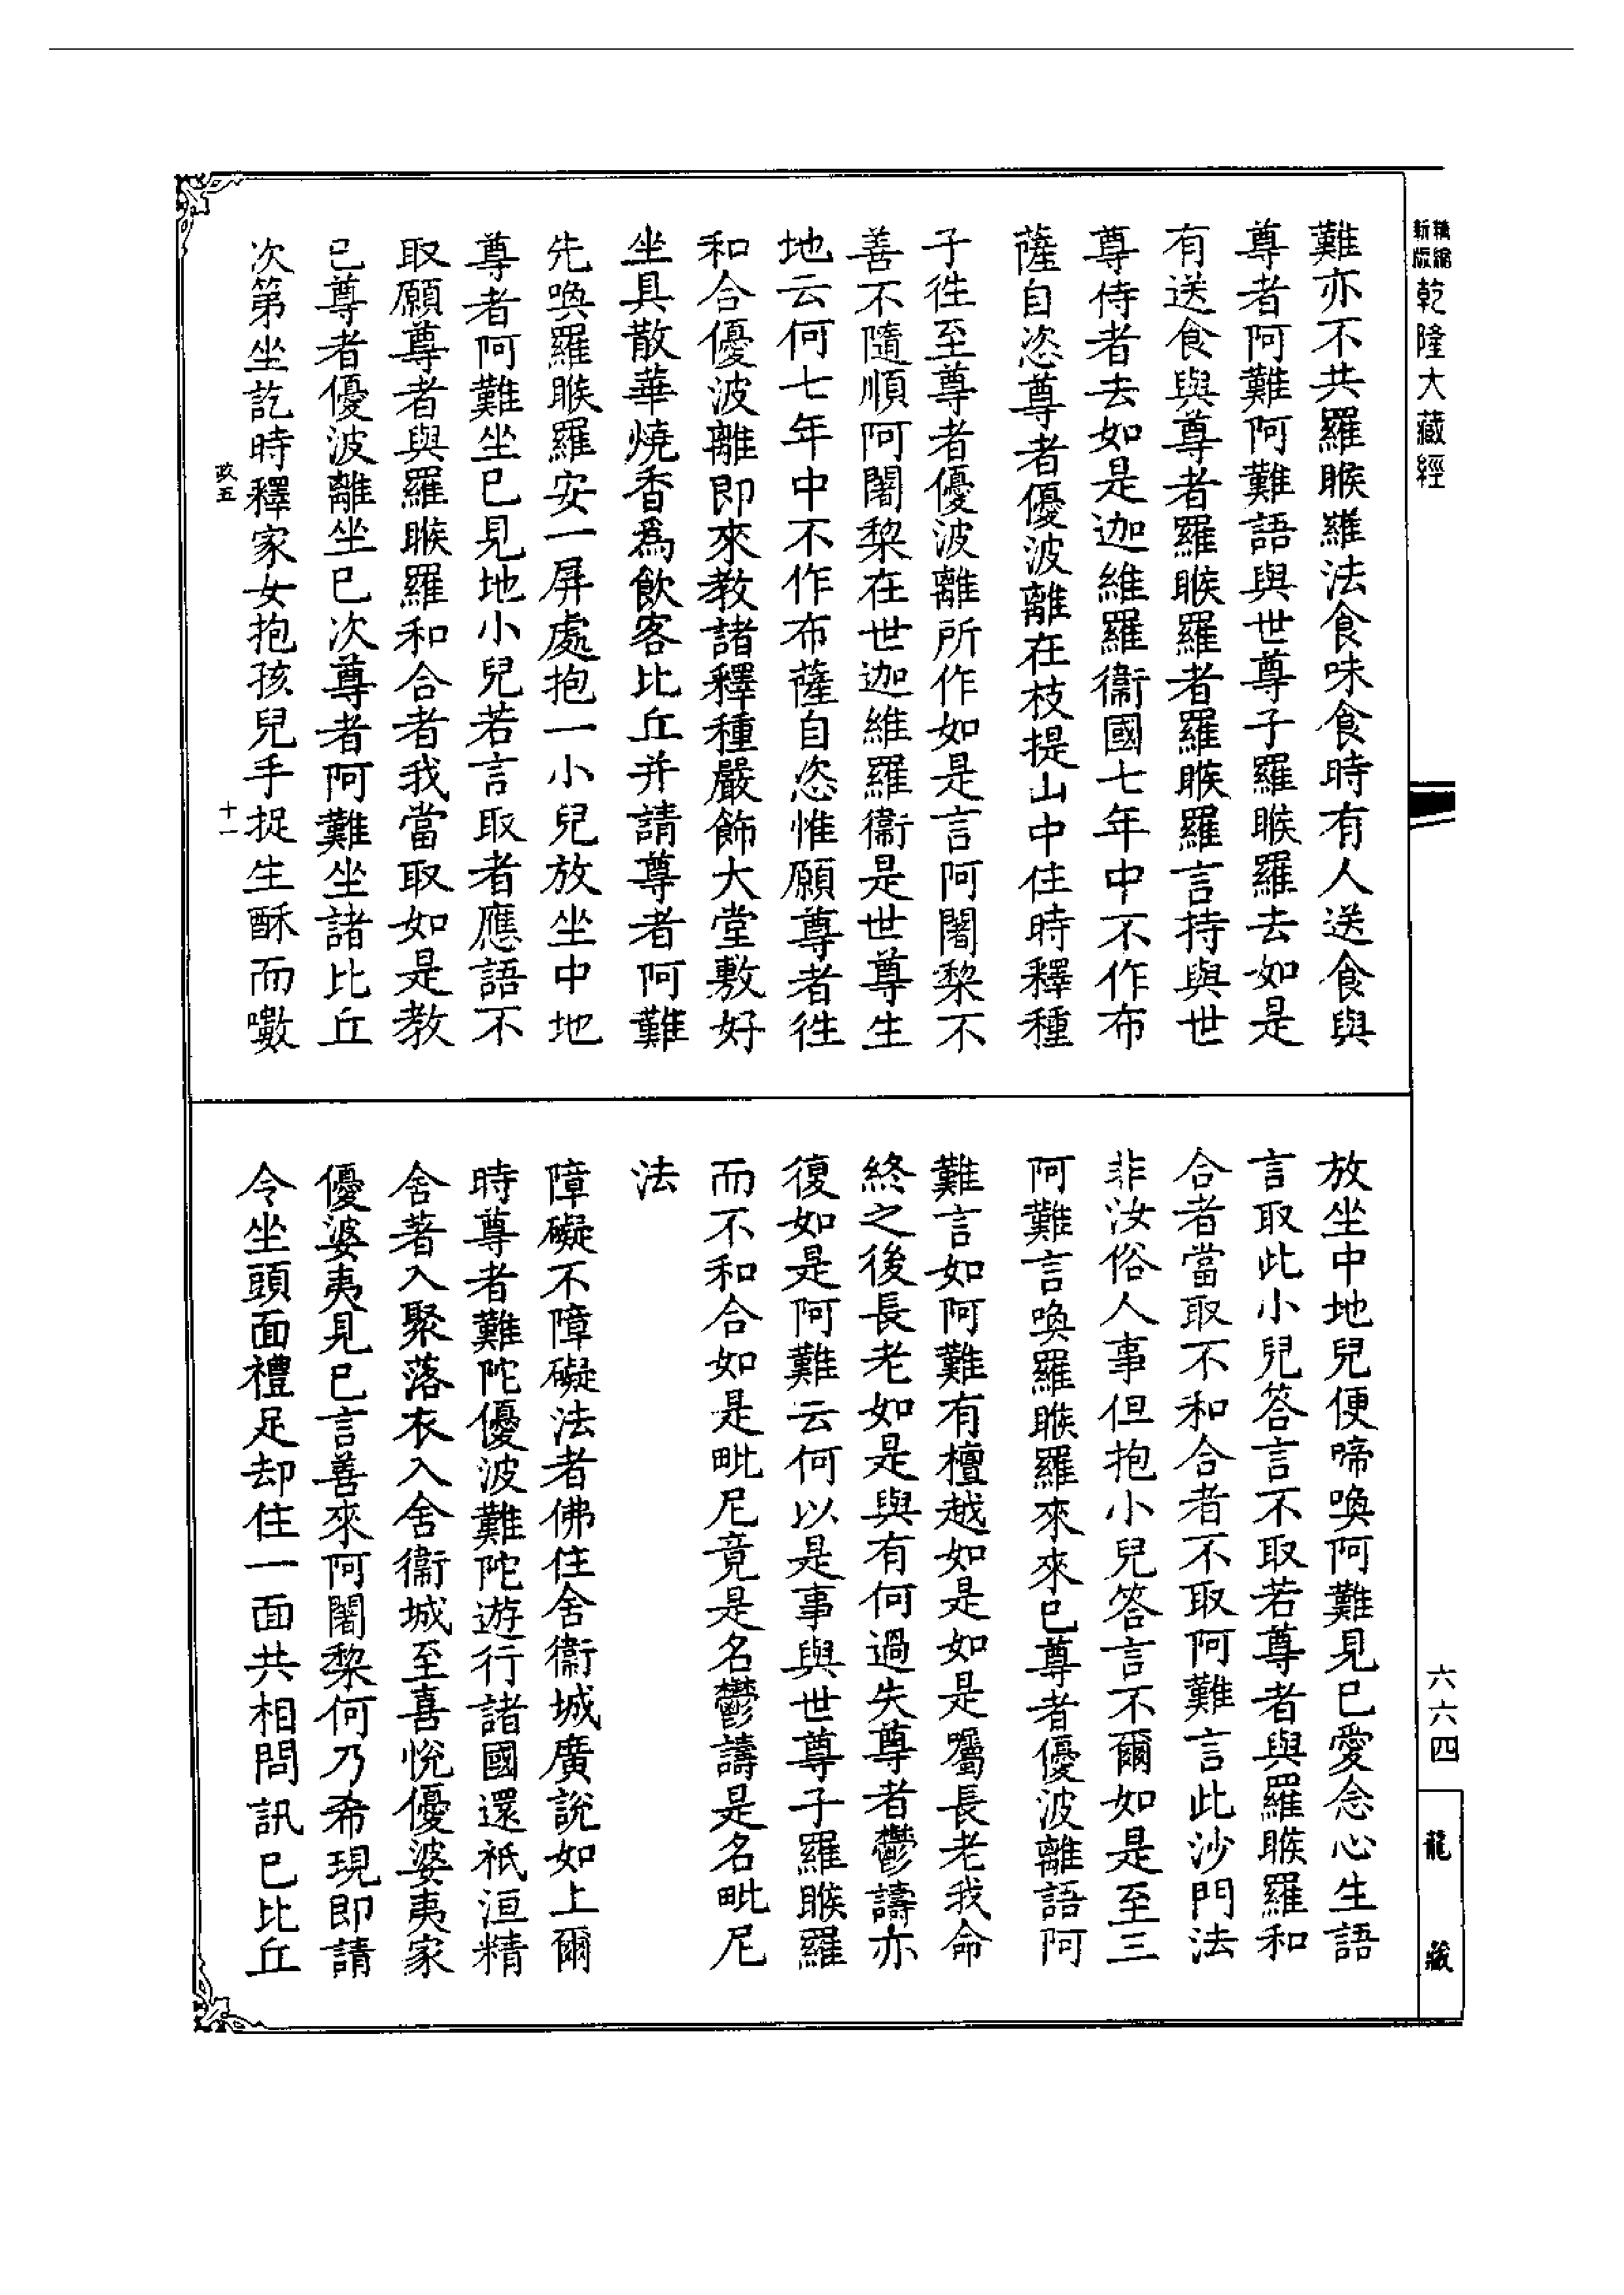 精縮
新版
乾隆大藏經
難亦不共羅睺羅法食味食時有人送食與
尊者阿難阿難語與世尊子羅睺羅去如是
有送食與尊者羅睺羅者羅睺羅言持與世
尊侍者去如是迦維羅衞國七年中不作布
薩自恣尊者優波離在枝提山中住時釋種
子徃至尊者優波離所作如是言阿闍棃不
善不隨順阿闍棃在世迦維羅衞是世尊生
地云何七年中不作布薩自恣惟願尊者徃
和合優波離即來教諸釋種嚴飾大堂敷好
坐具散華燒香爲飲客比丘并請尊者阿難
先喚羅睺羅安一屏處抱一小兒放坐中地
尊者阿難坐已見地小兒若言取者應語不
取願尊者與羅睺羅和合者我當取如是教
已尊者優波離坐已次尊者阿難坐諸比丘
次第坐訖時釋家女抱孩兒手捉生酥而噉
政五
十一
放坐中地兒便啼喚阿難見已愛念心生語
言取此小兒答言不取若尊者與羅睺羅和
合者當取不和合者不取阿難言此沙門法
非汝俗人事但抱小兒答言不爾如是至三
阿難言喚羅睺羅來來已尊者優波離語阿
難言如阿難有檀越如是如是囑長老我命
終之後長老如是與有何過失尊者鬱譸亦
復如是阿難云何以是事與世尊子羅睺羅
而不和合如是毗尼竟是名鬱譸是名毗尼
法
障礙不障礙法者佛住舍衞城廣說如上爾
時尊者難陀優波難陀遊行諸國還祇洹精
舍著入聚落衣入舍衞城至喜悅優婆夷家
優婆夷見已言善來阿闍棃何乃希現即請
令坐頭面禮足却住一面共相問訊已比丘
六六四
龍
藏